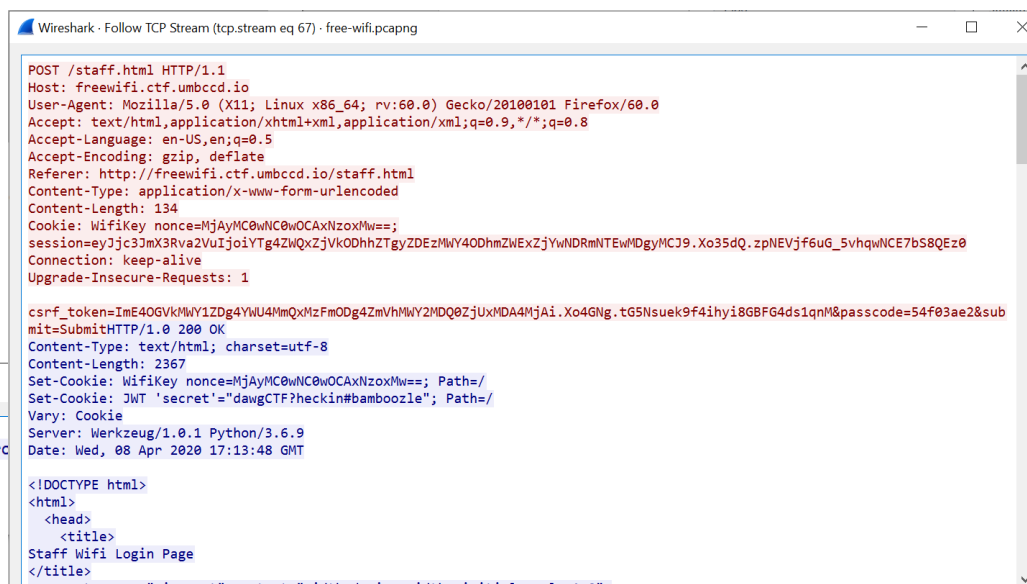 Wireshark · Follow TCP Stream (tcp.stream eq 67) · free-wifi.pcapng
POST /staff.html HTTP/1.1
Host: freewifi.ctf.umbccd.io
User-Agent: Mozilla/5.0 (X11; Linux x86_64; rv:60.0) Gecko/20100101 Firefox/60.0
Accept: text/html,application/xhtml+xml,application/xml;q=0.9,*/*;q=0.8
Accept-Language: en-US,en;q=0.5
Accept-Encoding: gzip, deflate
Referer: http://freewifi.ctf.umbccd.io/staff.html
Content-Type: application/x-www-form-urlencoded
Content-Length: 134
Cookie: WifiKey nonce=MjAyMC0wNC0wOCAxNzoxMw==;
session=eyJjc3JmX3Rva2VuIjoiYTg4ZWQxZjVkODhhZTgyZDEzMWY4ODhmZWExZjYwNDRmNTEwMDgyMCJ9.Xo35dQ.zpNEVjf6uG_5vhqwNCE7bS8QEz0
Connection: keep-alive
Upgrade-Insecure-Requests: 1
csrf_token=ImE4OGVkMWY1ZDg4YWU4MmQxMzFmODg4ZmVhMWY2MDQ0ZjUxMDA4MjAi.Xo4GNg.tG5Nsuek9f4ihyi8GBFG4ds1qnM&passcode=54f03ae2&sub
mit=SubmitHTTP/1.0 200 OK
Content-Type: text/html; charset=utf-8
Content-Length: 2367
Set-Cookie: WifiKey nonce=MjAyMC0wNC0wOCAxNzoxMw==; Path=/
Set-Cookie: JWT 'secret'="dawgCTF?heckin#bamboozle"; Path=/
Vary: Cookie
Server: Werkzeug/1.0.1 Python/3.6.9
Date: Wed, 08 Apr 2020 17:13:48 GMT
<!DOCTYPE html>
<html>
<head>
<title>
Staff Wifi Login Page
</title>